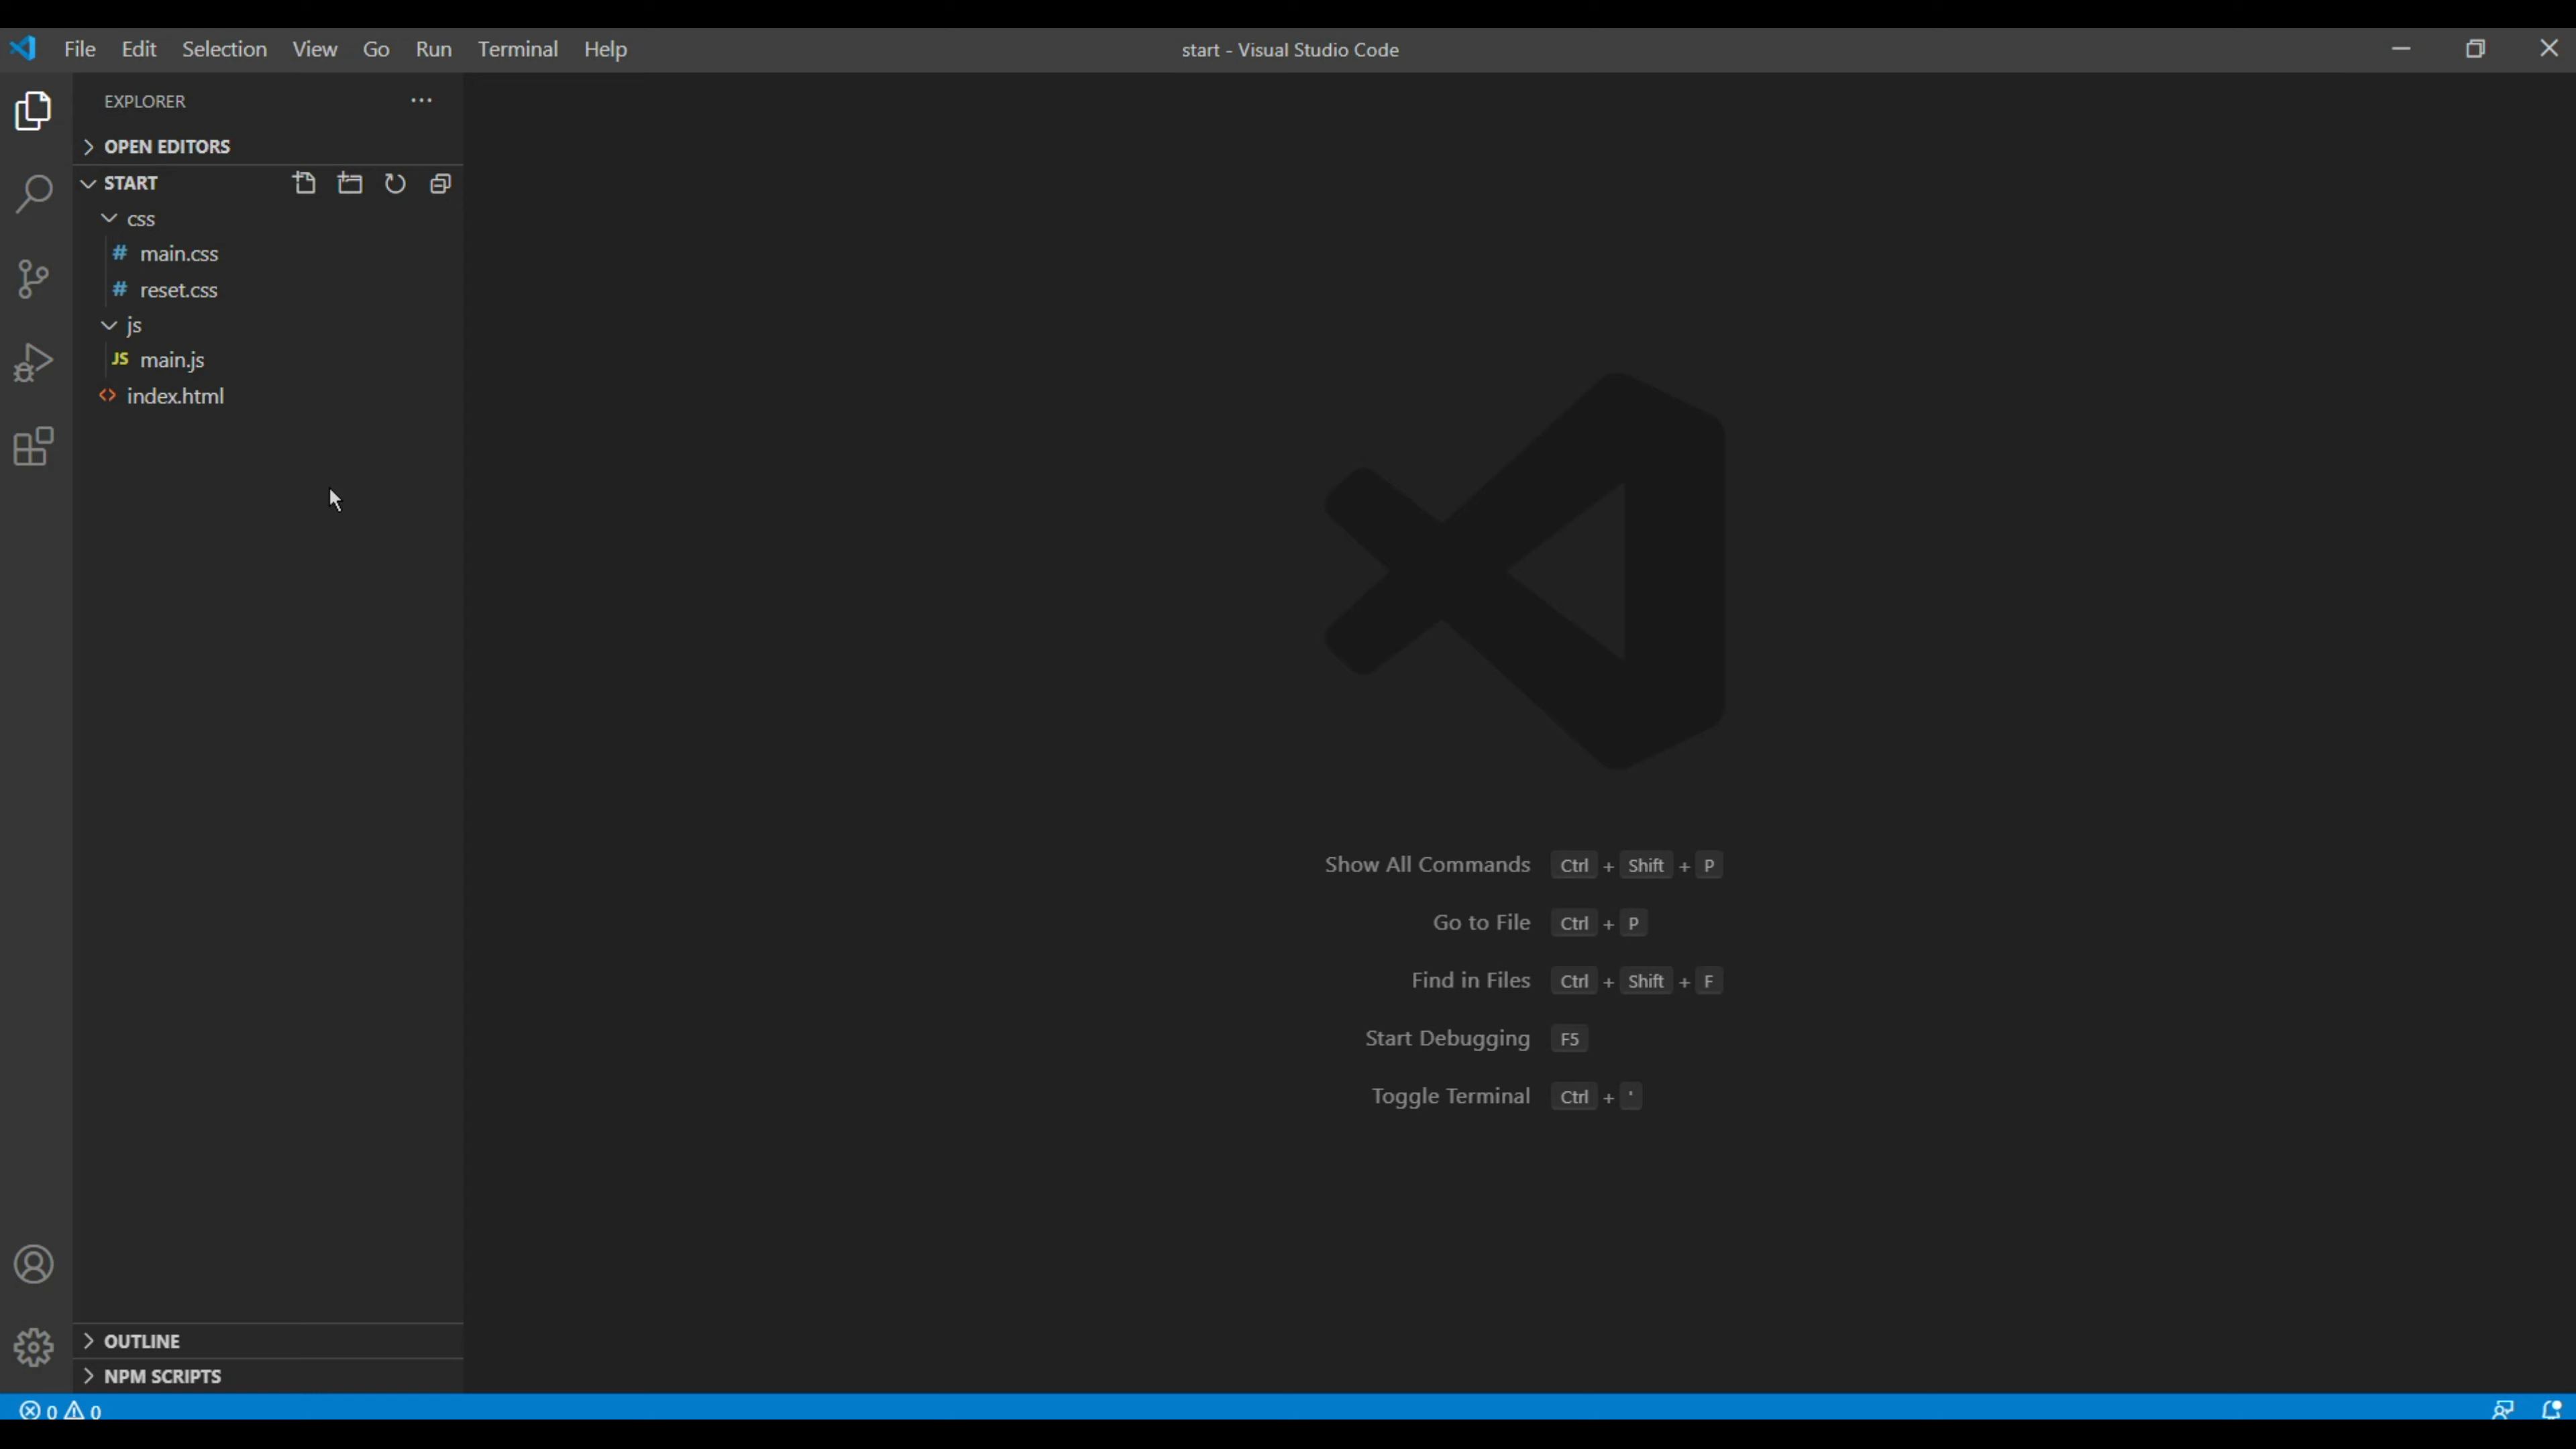 File Edit Selection View Go Run Terminal Help
start - Visual Studio Code
EXPLORER
OPEN EDITORS
START
css
# main.css
# reset.css
js
JS main.js
<> index.html
Show All Commands Ctrl + Shift + P
Go to File Ctrl + P
Find in Files Ctrl + Shift + F
Start Debugging F5
Toggle Terminal Ctrl + '
OUTLINE
NPM SCRIPTS
0 0